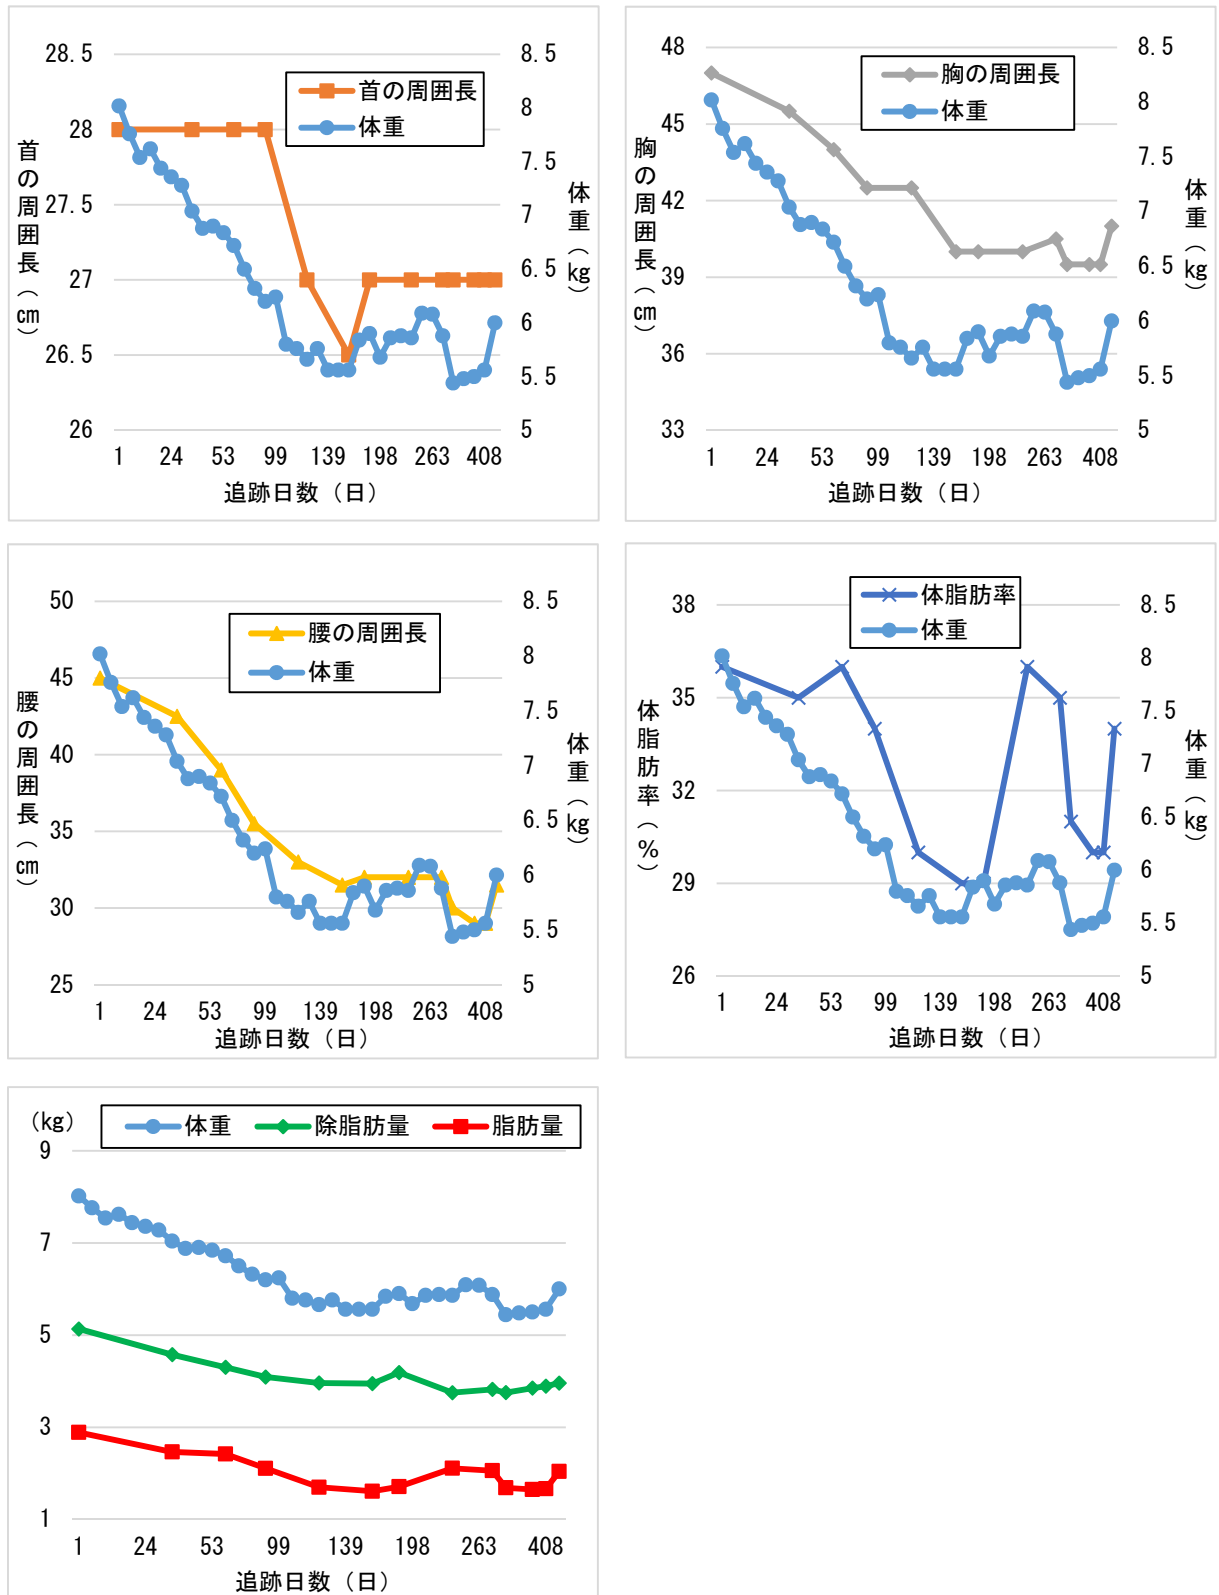 首の周囲長
体重
28.5
28
27.5
27
26.5
26
8.5
8
7.5
7
6.5
6
5.5
5
首の周囲長（㎝）
体重（㎏）
1 24 53 99 139 198 263 408
追跡日数（日）
胸の周囲長
体重
48
45
42
39
36
33
8.5
8
7.5
7
6.5
6
5.5
5
胸の周囲長（㎝）
体重（㎏）
1 24 53 99 139 198 263 408
追跡日数（日）
腰の周囲長
体重
50
45
40
35
30
25
8.5
8
7.5
7
6.5
6
5.5
5
腰の周囲長（㎝）
体重（㎏）
1 24 53 99 139 198 263 408
追跡日数（日）
体脂肪率
体重
38
35
32
29
26
8.5
8
7.5
7
6.5
6
5.5
5
体脂肪率（％）
体重（㎏）
1 24 53 99 139 198 263 408
追跡日数（日）
（㎏）
体重 除脂肪量 脂肪量
9
7
5
3
1
1 24 53 99 139 198 263 408
追跡日数（日）